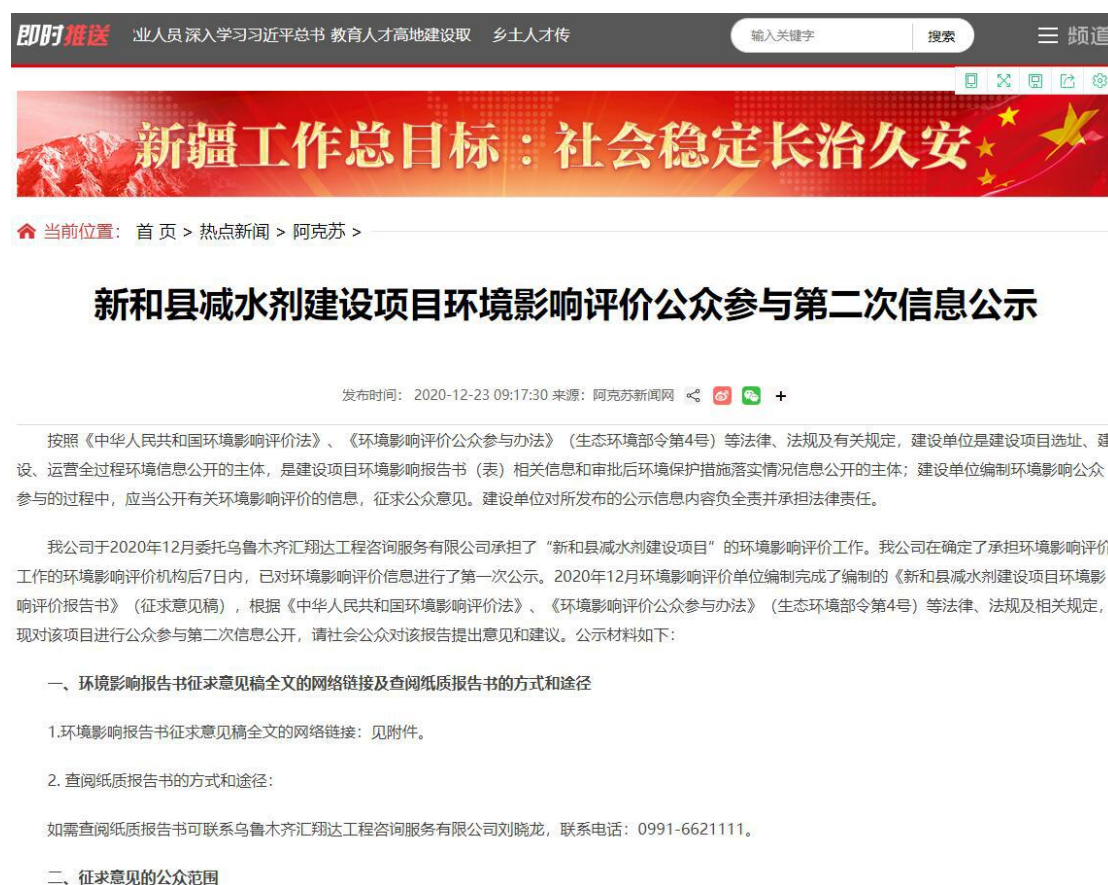 即时推送 业人员 深入学习习近平总书 教育人才高地建设取 乡土人才传 输入关键字 搜索 频道
新疆工作总目标：社会稳定长治久安
当前位置： 首 页 > 热点新闻 > 阿克苏 >
新和县减水剂建设项目环境影响评价公众参与第二次信息公示
发布时间： 2020-12-23 09:17:30 来源：阿克苏新闻网
按照《中华人民共和国环境影响评价法》、《环境影响评价公众参与办法》（生态环境部令第4号）等法律、法规及有关规定，建设单位是建设项目选址、建
设、运营全过程环境信息公开的主体，是建设项目环境影响报告书（表）相关信息和审批后环境保护措施落实情况信息公开的主体；建设单位编制环境影响公众
参与的过程中，应当公开有关环境影响评价的信息，征求公众意见。建设单位对所发布的公示信息内容负全责并承担法律责任。
我公司于2020年12月委托乌鲁木齐汇翔达工程咨询服务有限公司承担了“新和县减水剂建设项目”的环境影响评价工作。我公司在确定了承担环境影响评价
工作的环境影响评价机构后7日内，已对环境影响评价信息进行了第一次公示。2020年12月环境影响评价单位编制完成了编制的《新和县减水剂建设项目环境影
响评价报告书》（征求意见稿），根据《中华人民共和国环境影响评价法》、《环境影响评价公众参与办法》（生态环境部令第4号）等法律、法规及相关规定，
现对该项目进行公众参与第二次信息公开，请社会公众对该报告提出意见和建议。公示材料如下：
一、环境影响报告书征求意见稿全文的网络链接及查阅纸质报告书的方式和途径
1.环境影响报告书征求意见稿全文的网络链接：见附件。
2. 查阅纸质报告书的方式和途径：
如需查阅纸质报告书可联系乌鲁木齐汇翔达工程咨询服务有限公司刘晓龙，联系电话：0991-6621111。
二、征求意见的公众范围